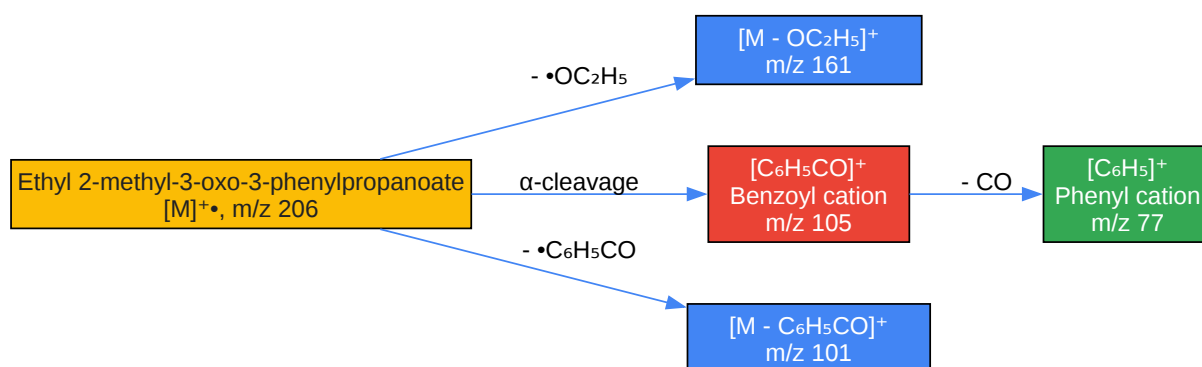 [M - OC₂H₅]⁺
m/z 161
- •OC₂H₅
Ethyl 2-methyl-3-oxo-3-phenylpropanoate
[M]⁺•, m/z 206
α-cleavage
[C₆H₅CO]⁺
Benzoyl cation
m/z 105
- CO
[C₆H₅]⁺
Phenyl cation
m/z 77
- •C₆H₅CO
[M - C₆H₅CO]⁺
m/z 101